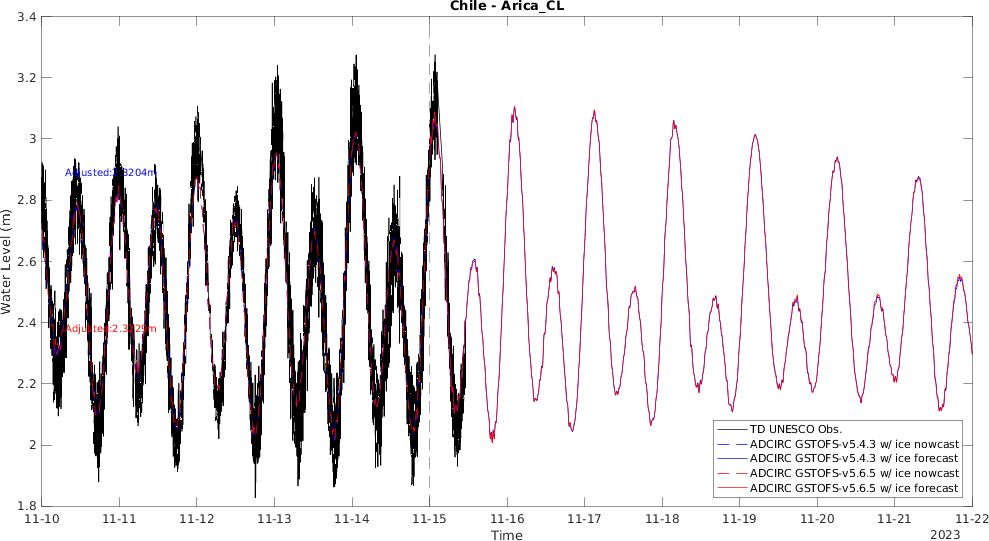 Chile - Arica_CL
3.4
3.2
3
2.8
2.6
2.4
2.2
2
1.8
Water Level (m)
TD UNESCO Obs.
ADCIRC GSTOFS-v5.4.3 w/ ice nowcast
ADCIRC GSTOFS-v5.4.3 w/ ice forecast
ADCIRC GSTOFS-v5.6.5 w/ ice nowcast
ADCIRC GSTOFS-v5.6.5 w/ ice forecast
11-10 11-11 11-12 11-13 11-14 11-15 11-16 11-17 11-18 11-19 11-20 11-21 11-22
Time
2023